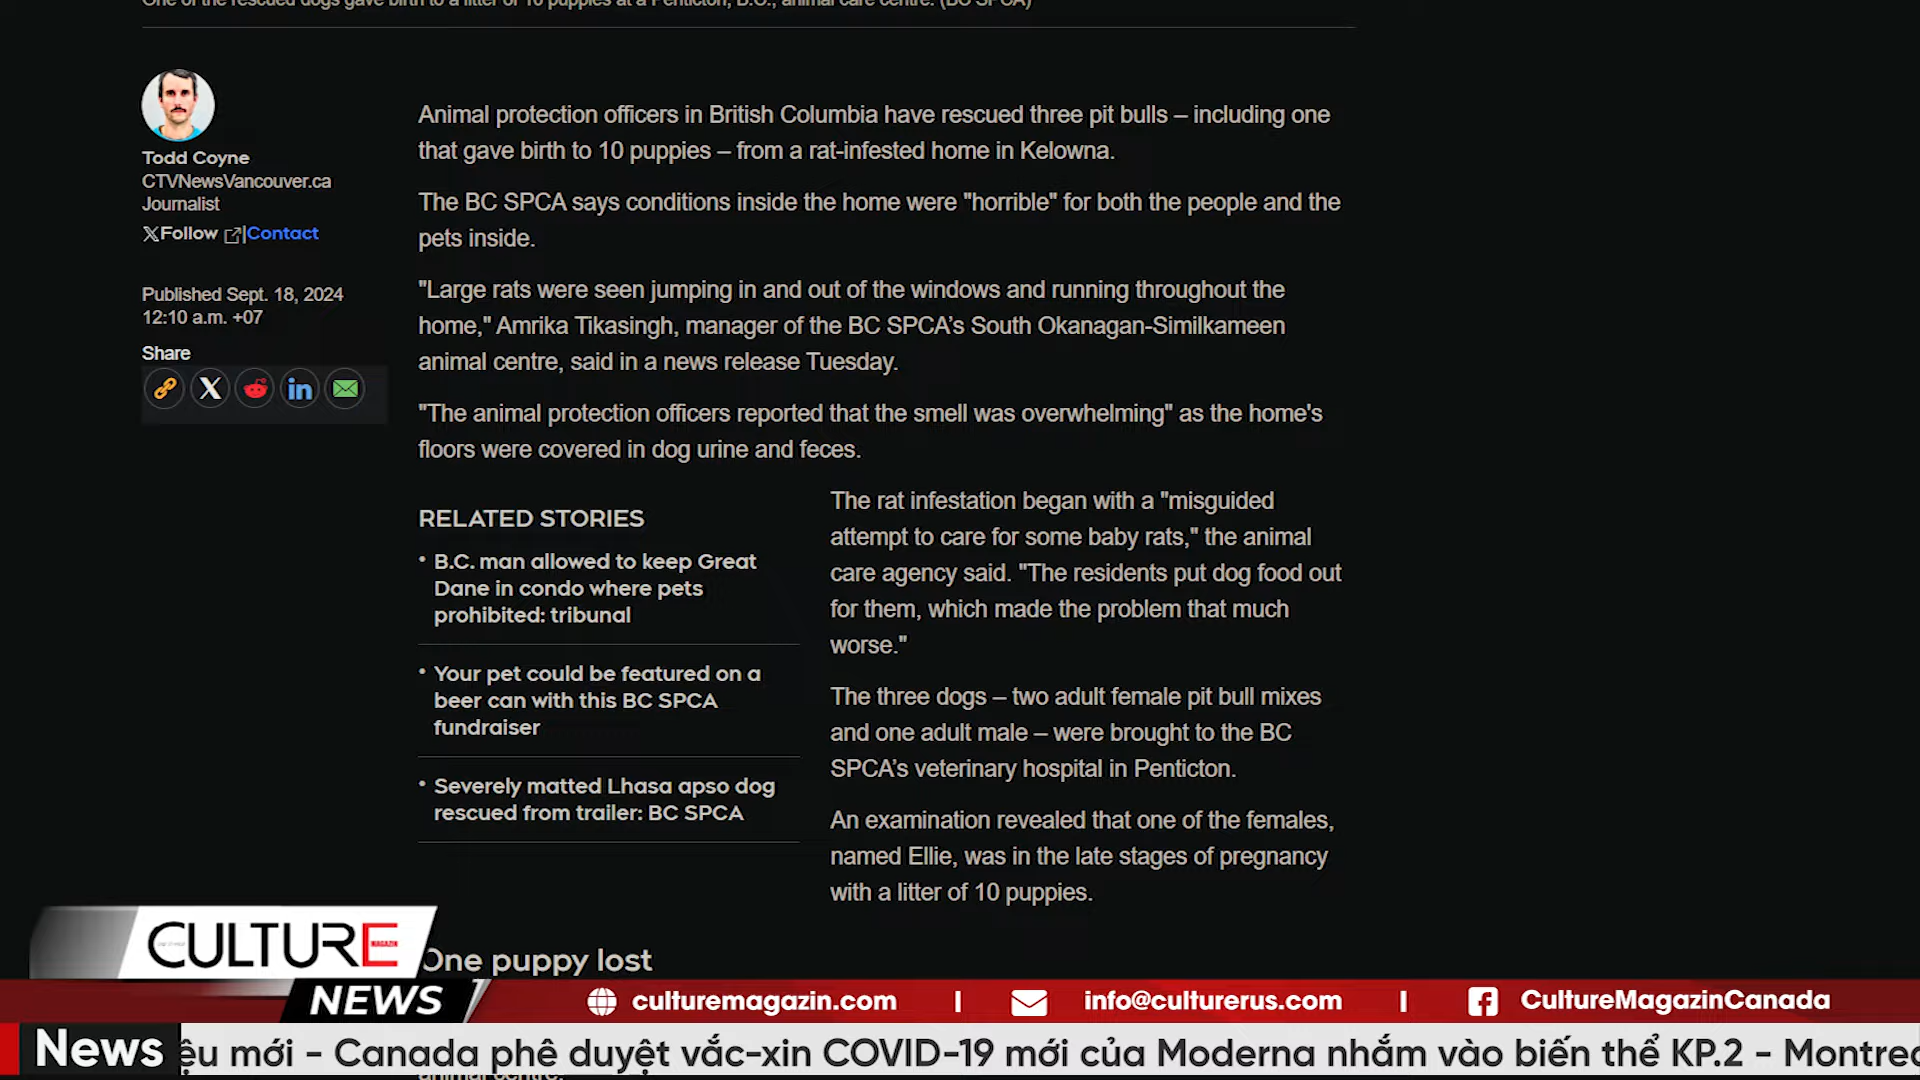 One of the rescued dogs gave birth to a litter of 10 puppies at a Penticton, B.C., animal care centre. (BC SPCA)
Todd Coyne
CTVNewsVancouver.ca
Journalist
Follow | Contact
Published Sept. 18, 2024
12:10 a.m. +07
Share
Animal protection officers in British Columbia have rescued three pit bulls – including one
that gave birth to 10 puppies – from a rat-infested home in Kelowna.
The BC SPCA says conditions inside the home were "horrible" for both the people and the
pets inside.
"Large rats were seen jumping in and out of the windows and running throughout the
home," Amrika Tikasingh, manager of the BC SPCA’s South Okanagan-Similkameen
animal centre, said in a news release Tuesday.
"The animal protection officers reported that the smell was overwhelming" as the home's
floors were covered in dog urine and feces.
RELATED STORIES
• B.C. man allowed to keep Great
Dane in condo where pets
prohibited: tribunal
• Your pet could be featured on a
beer can with this BC SPCA
fundraiser
• Severely matted Lhasa apso dog
rescued from trailer: BC SPCA
The rat infestation began with a "misguided
attempt to care for some baby rats," the animal
care agency said. "The residents put dog food out
for them, which made the problem that much
worse."
The three dogs – two adult female pit bull mixes
and one adult male – were brought to the BC
SPCA’s veterinary hospital in Penticton.
An examination revealed that one of the females,
named Ellie, was in the late stages of pregnancy
with a litter of 10 puppies.
One puppy lost
CULTURE
MAGAZIN
NEWS
culturemagazin.com | info@culturerus.com | CultureMagazinCanada
News
ệu mới - Canada phê duyệt vắc-xin COVID-19 mới của Moderna nhắm vào biến thể KP.2 - Montrea
animal centre.